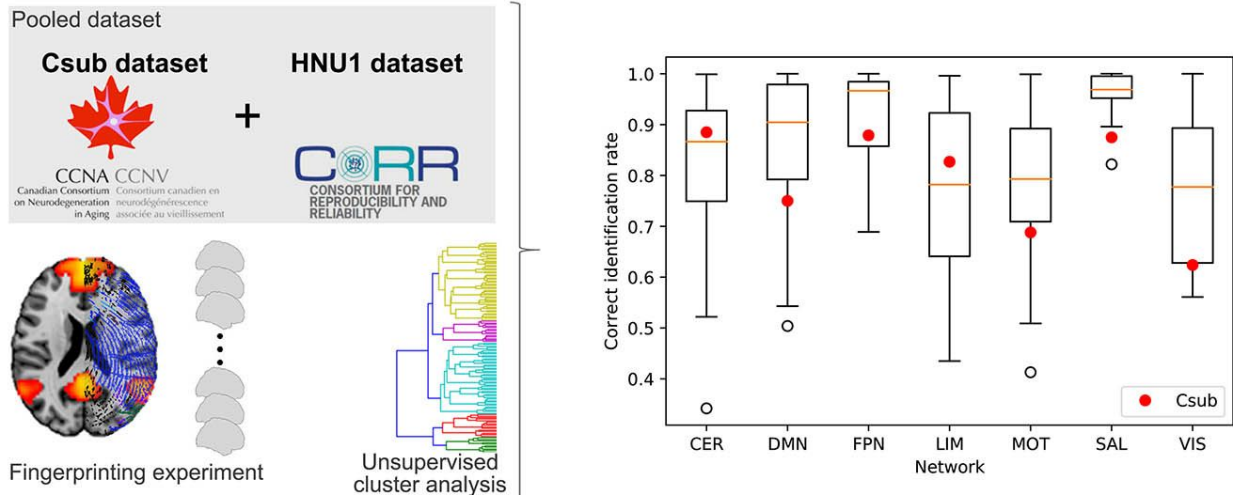 Pooled dataset
Csub dataset
+
HNU1 dataset
CCNA CCNV
Canadian Consortium
on Neurodegeneration
in Aging
Consortium canadien en
neurodégénérescence
associée au vieillissement
CORR
CONSORTIUM FOR
REPRODUCIBILITY AND
RELIABILITY
Fingerprinting experiment
Unsupervised
cluster analysis
Correct identification rate
1.0
0.9
0.8
0.7
0.6
0.5
0.4
CER DMN FPN LIM MOT SAL VIS
Network
Csub